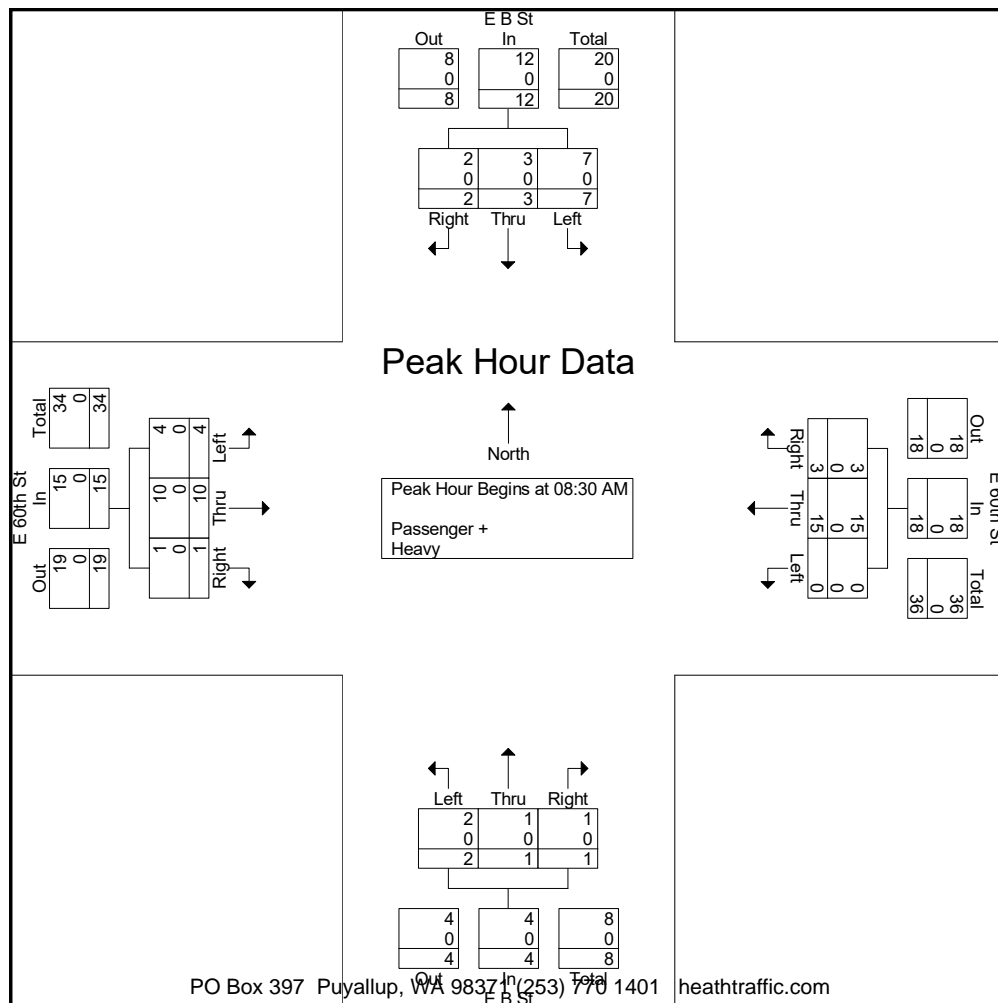 E B St
Out In Total
8 12 20
0 0 0
8 12 20
2 3 7
0 0 0
2 3 7
Right Thru Left
Peak Hour Data
North
Peak Hour Begins at 08:30 AM
Passenger +
Heavy
E 60th St
Out In Total
19 15 34
0 0 0
19 15 34
Right Thru Left
1 10 4
0 0 0
1 10 4
E 60th St
Out In Total
18 18 36
0 0 0
18 18 36
Right Thru Left
3 15 0
0 0 0
3 15 0
Left Thru Right
2 1 1
0 0 0
2 1 1
4 4 8
0 0 0
4 4 8
Out In Total
E B St
PO Box 397 Puyallup, WA 98371 (253) 770 1401 heathtraffic.com